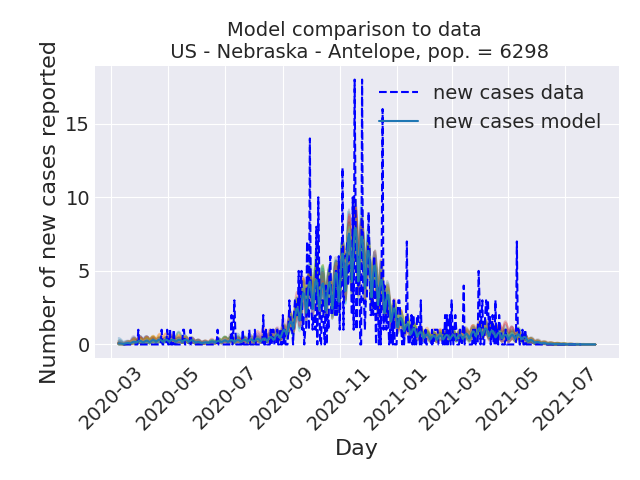 Model comparison to data
US - Nebraska - Antelope, pop. = 6298
Number of new cases reported
15
10
5
0
new cases data
new cases model
2020-03
2020-05
2020-07
2020-09
2020-11
2021-01
2021-03
2021-05
2021-07
Day